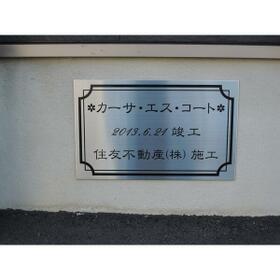 ✲カーサ・エス・コート✲
2013.6.21 竣工
住友不動産(株) 施工